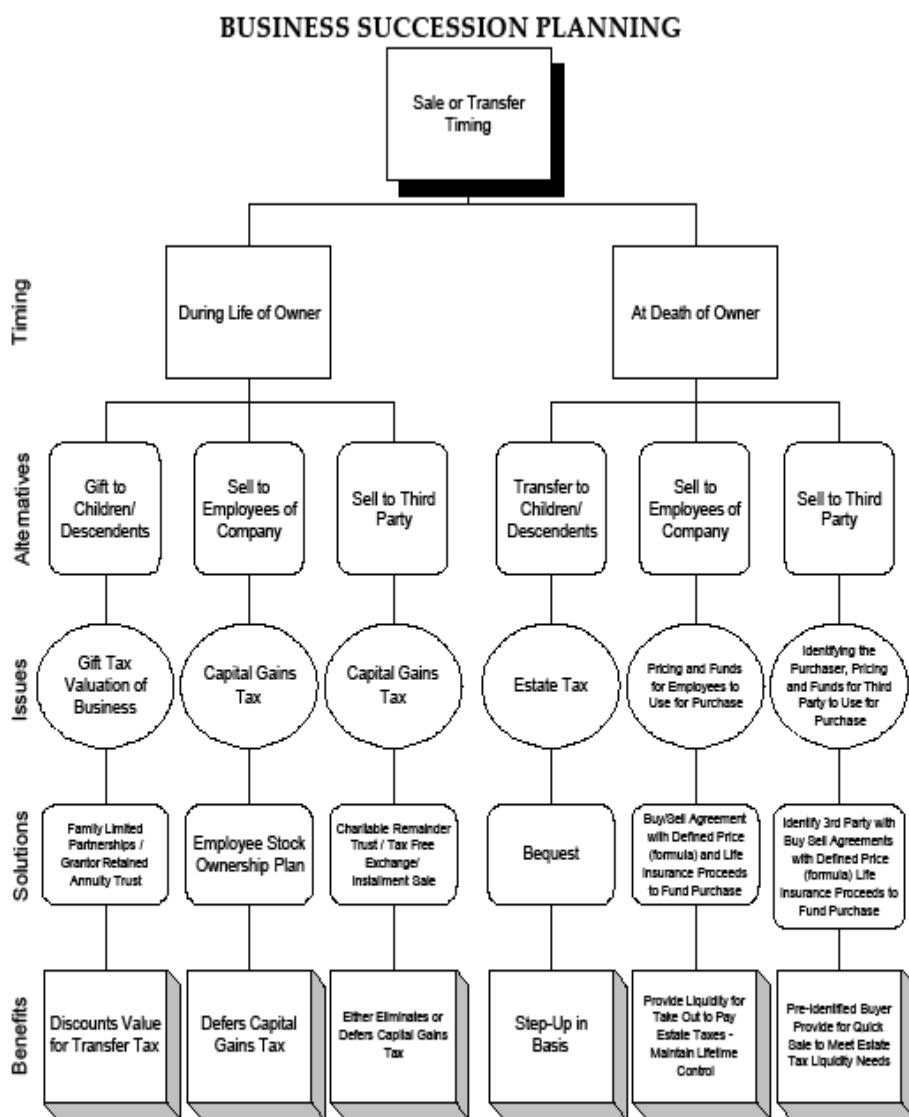 BUSINESS SUCCESSION PLANNING
Sale or Transfer
Timing
Timing
During Life of Owner
At Death of Owner
Alternatives
Gift to
Children/
Descendents
Sell to
Employees of
Company
Sell to Third
Party
Transfer to
Children/
Descendents
Sell to
Employees of
Company
Sell to Third
Party
Issues
Gift Tax
Valuation of
Business
Capital Gains
Tax
Capital Gains
Tax
Estate Tax
Pricing and Funds
for Employees to
Use for Purchase
Identifying the
Purchaser, Pricing
and Funds for Third
Party to Use for
Purchase
Solutions
Family Limited
Partnerships /
Grantor Retained
Annuity Trust
Employee Stock
Ownership Plan
Charitable Remainder
Trust / Tax Free
Exchange/
Instalment Sale
Bequest
Buy/Sell Agreement
with Defined Price
(formula) and Life
Insurance Proceeds
to Fund Purchase
Identify 3rd Party with
Buy Sell Agreements
with Defined Price
(formula) Life
Insurance Proceeds to
Fund Purchase
Benefits
Discounts Value
for Transfer Tax
Defers Capital
Gains Tax
Either Eliminates or
Defers Capital Gains
Tax
Step-Up in
Basis
Provide Liquidity for
Take Out to Pay
Estate Taxes -
Maintain Lifetime
Control
Pre-Identified Buyer
Provide for Quick
Sale to Meet Estate
Tax Liquidity Needs